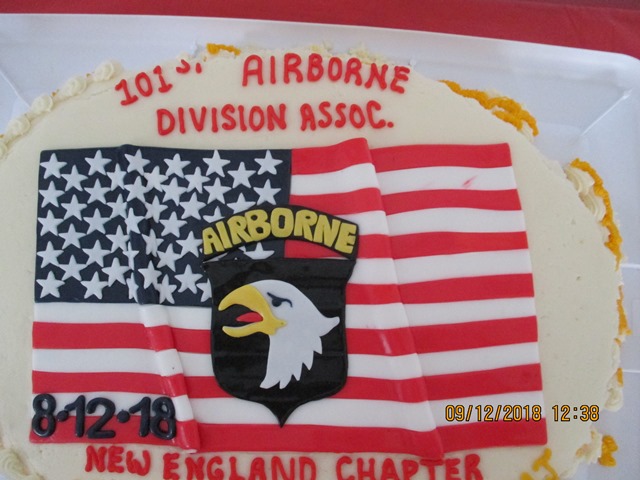 101ST AIRBORNE
DIVISION ASSOC.
AIRBORNE
8·12·18
09/12/2018 12:38
NEW ENGLAND CHAPTER